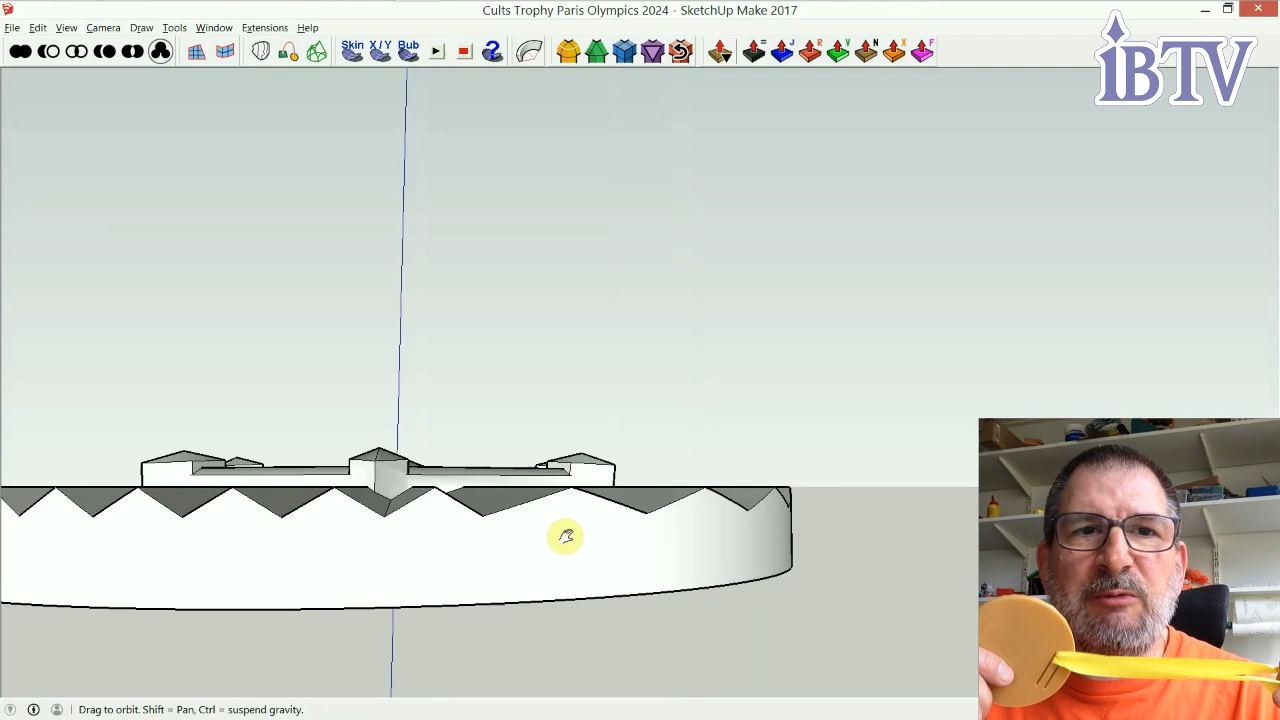 Cults Trophy Paris Olympics 2024 - SketchUp Make 2017
File Edit View Camera Draw Tools Window Extensions Help
Skin X/Y Bub
= J R V N X F
iBTV
Drag to orbit. Shift = Pan, Ctrl = suspend gravity.